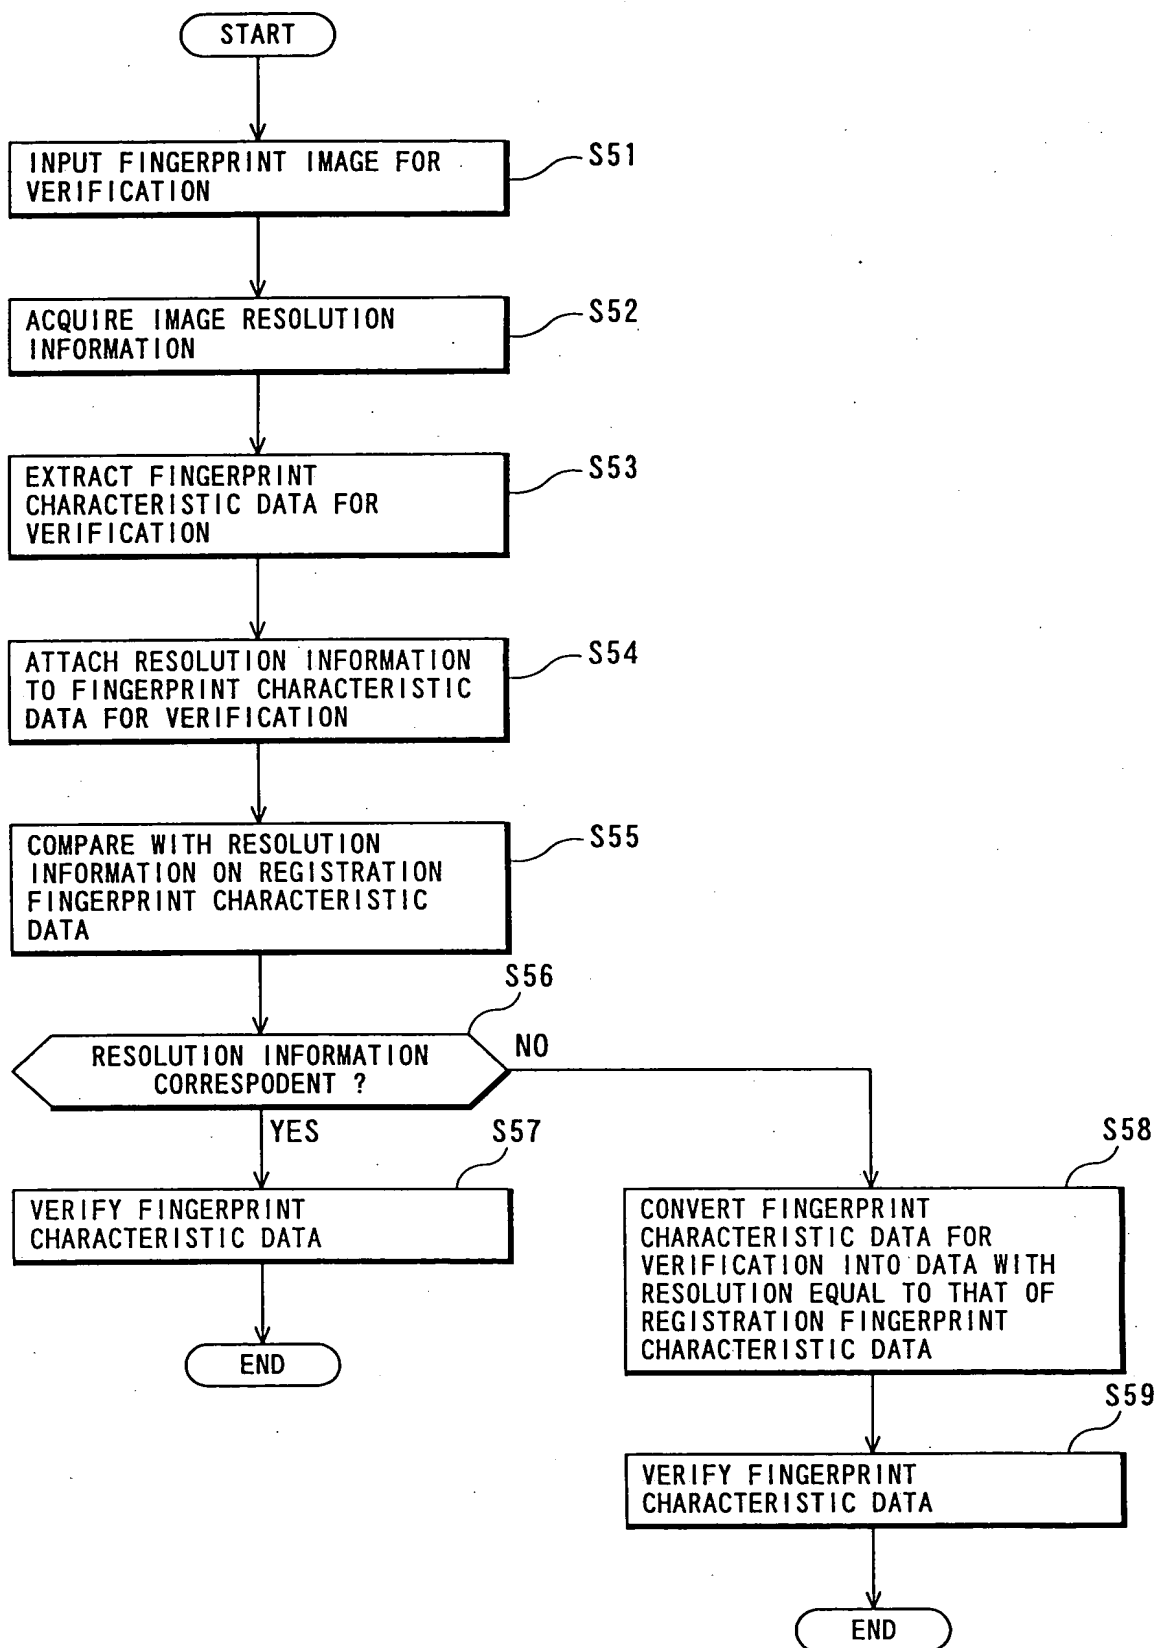 START
INPUT FINGERPRINT IMAGE FOR
VERIFICATION
S51
ACQUIRE IMAGE RESOLUTION
INFORMATION
S52
EXTRACT FINGERPRINT
CHARACTERISTIC DATA FOR
VERIFICATION
S53
ATTACH RESOLUTION INFORMATION
TO FINGERPRINT CHARACTERISTIC
DATA FOR VERIFICATION
S54
COMPARE WITH RESOLUTION
INFORMATION ON REGISTRATION
FINGERPRINT CHARACTERISTIC
DATA
S55
S56
RESOLUTION INFORMATION
CORRESPODENT ?
NO
YES
S57
VERIFY FINGERPRINT
CHARACTERISTIC DATA
END
S58
CONVERT FINGERPRINT
CHARACTERISTIC DATA FOR
VERIFICATION INTO DATA WITH
RESOLUTION EQUAL TO THAT OF
REGISTRATION FINGERPRINT
CHARACTERISTIC DATA
S59
VERIFY FINGERPRINT
CHARACTERISTIC DATA
END